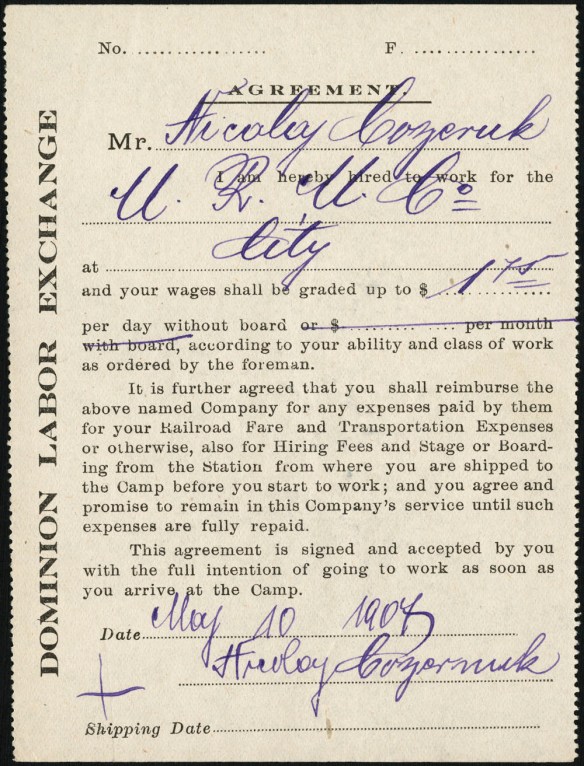 No. ................. F. .................
AGREEMENT.
Mr. Nicolay Cozeruk
I am hereby hired to work for the
Co
at City
and your wages shall be graded up to $ 1 75
per day without board or $ ............... per month
with board, according to your ability and class of work
as ordered by the foreman.
It is further agreed that you shall reimburse the
above named Company for any expenses paid by them
for your Railroad Fare and Transportation Expenses
or otherwise, also for Hiring Fees and Stage or Board-
ing from the Station from where you are shipped to
the Camp before you start to work; and you agree and
promise to remain in this Company's service until such
expenses are fully repaid.
This agreement is signed and accepted by you
with the full intention of going to work as soon as
you arrive at the Camp.
Date May 10 1907
Nicolay Cozernuk
Shipping Date
DOMINION LABOR EXCHANGE